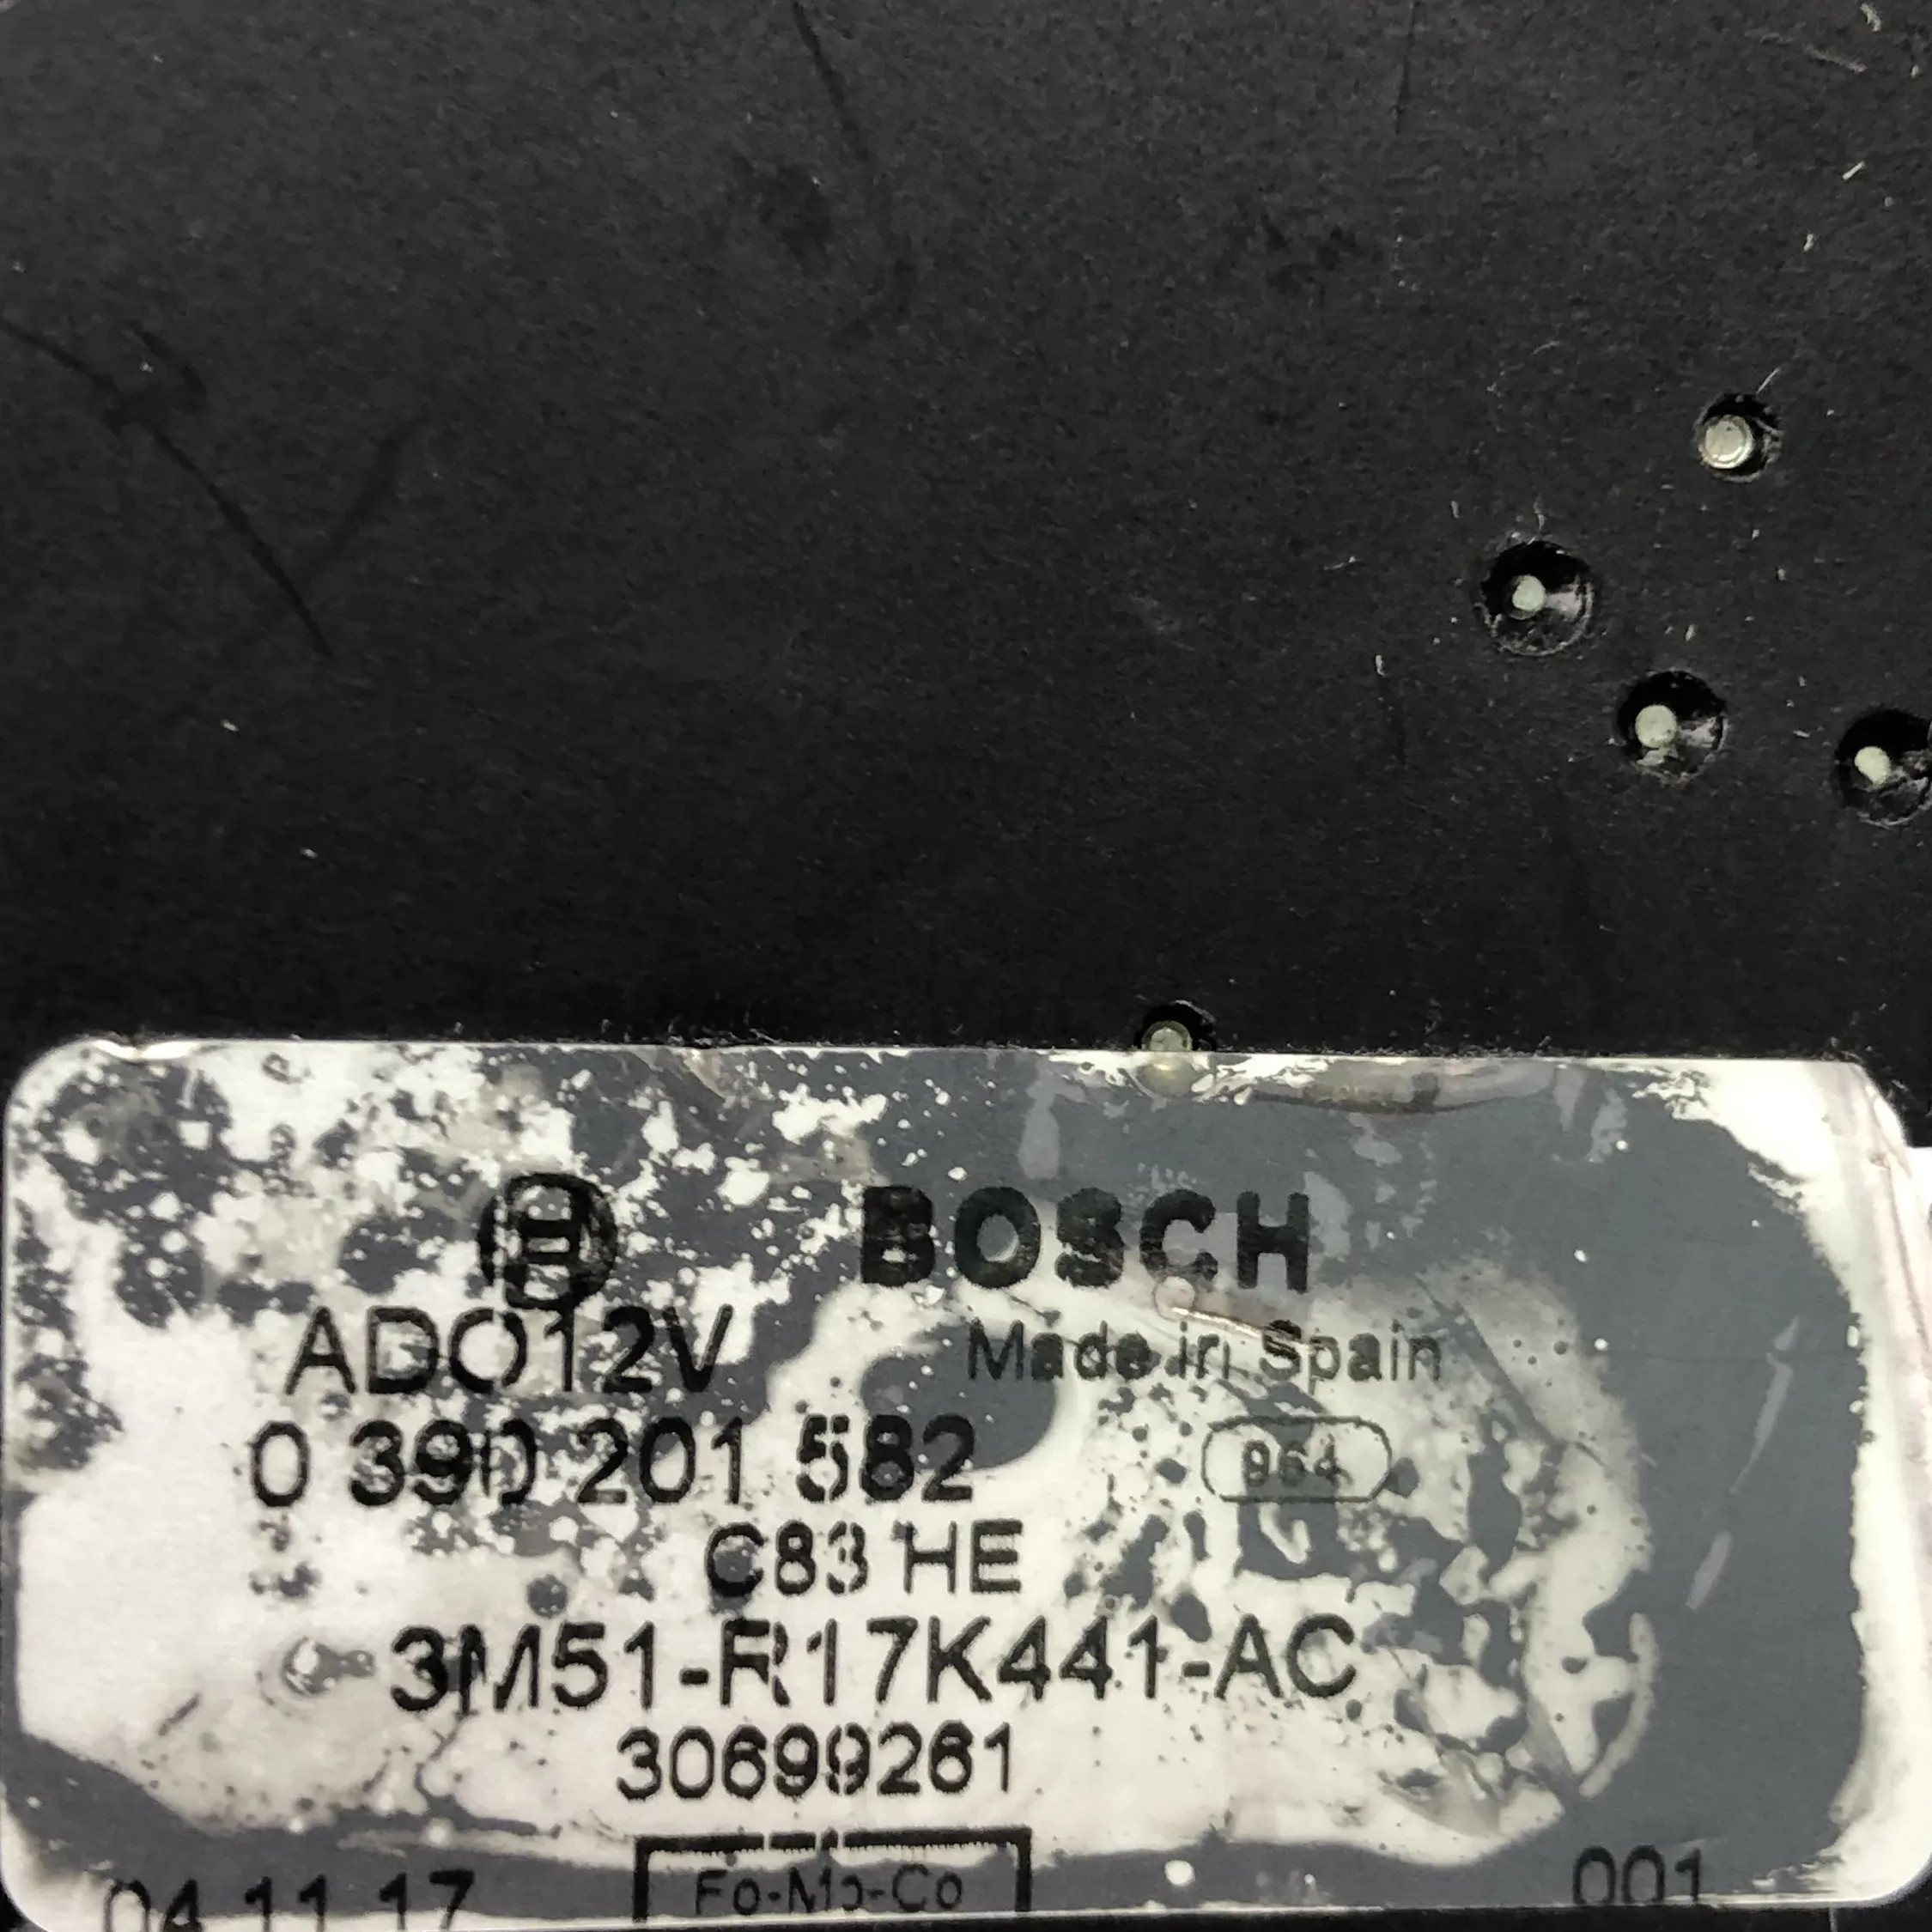 BOSCH
ADO12V Made in Spain
0 390 201 582 964
C83 HE
3M51-R17K441-AC
30699261
Fo-Mo-Co
04 11 17 001